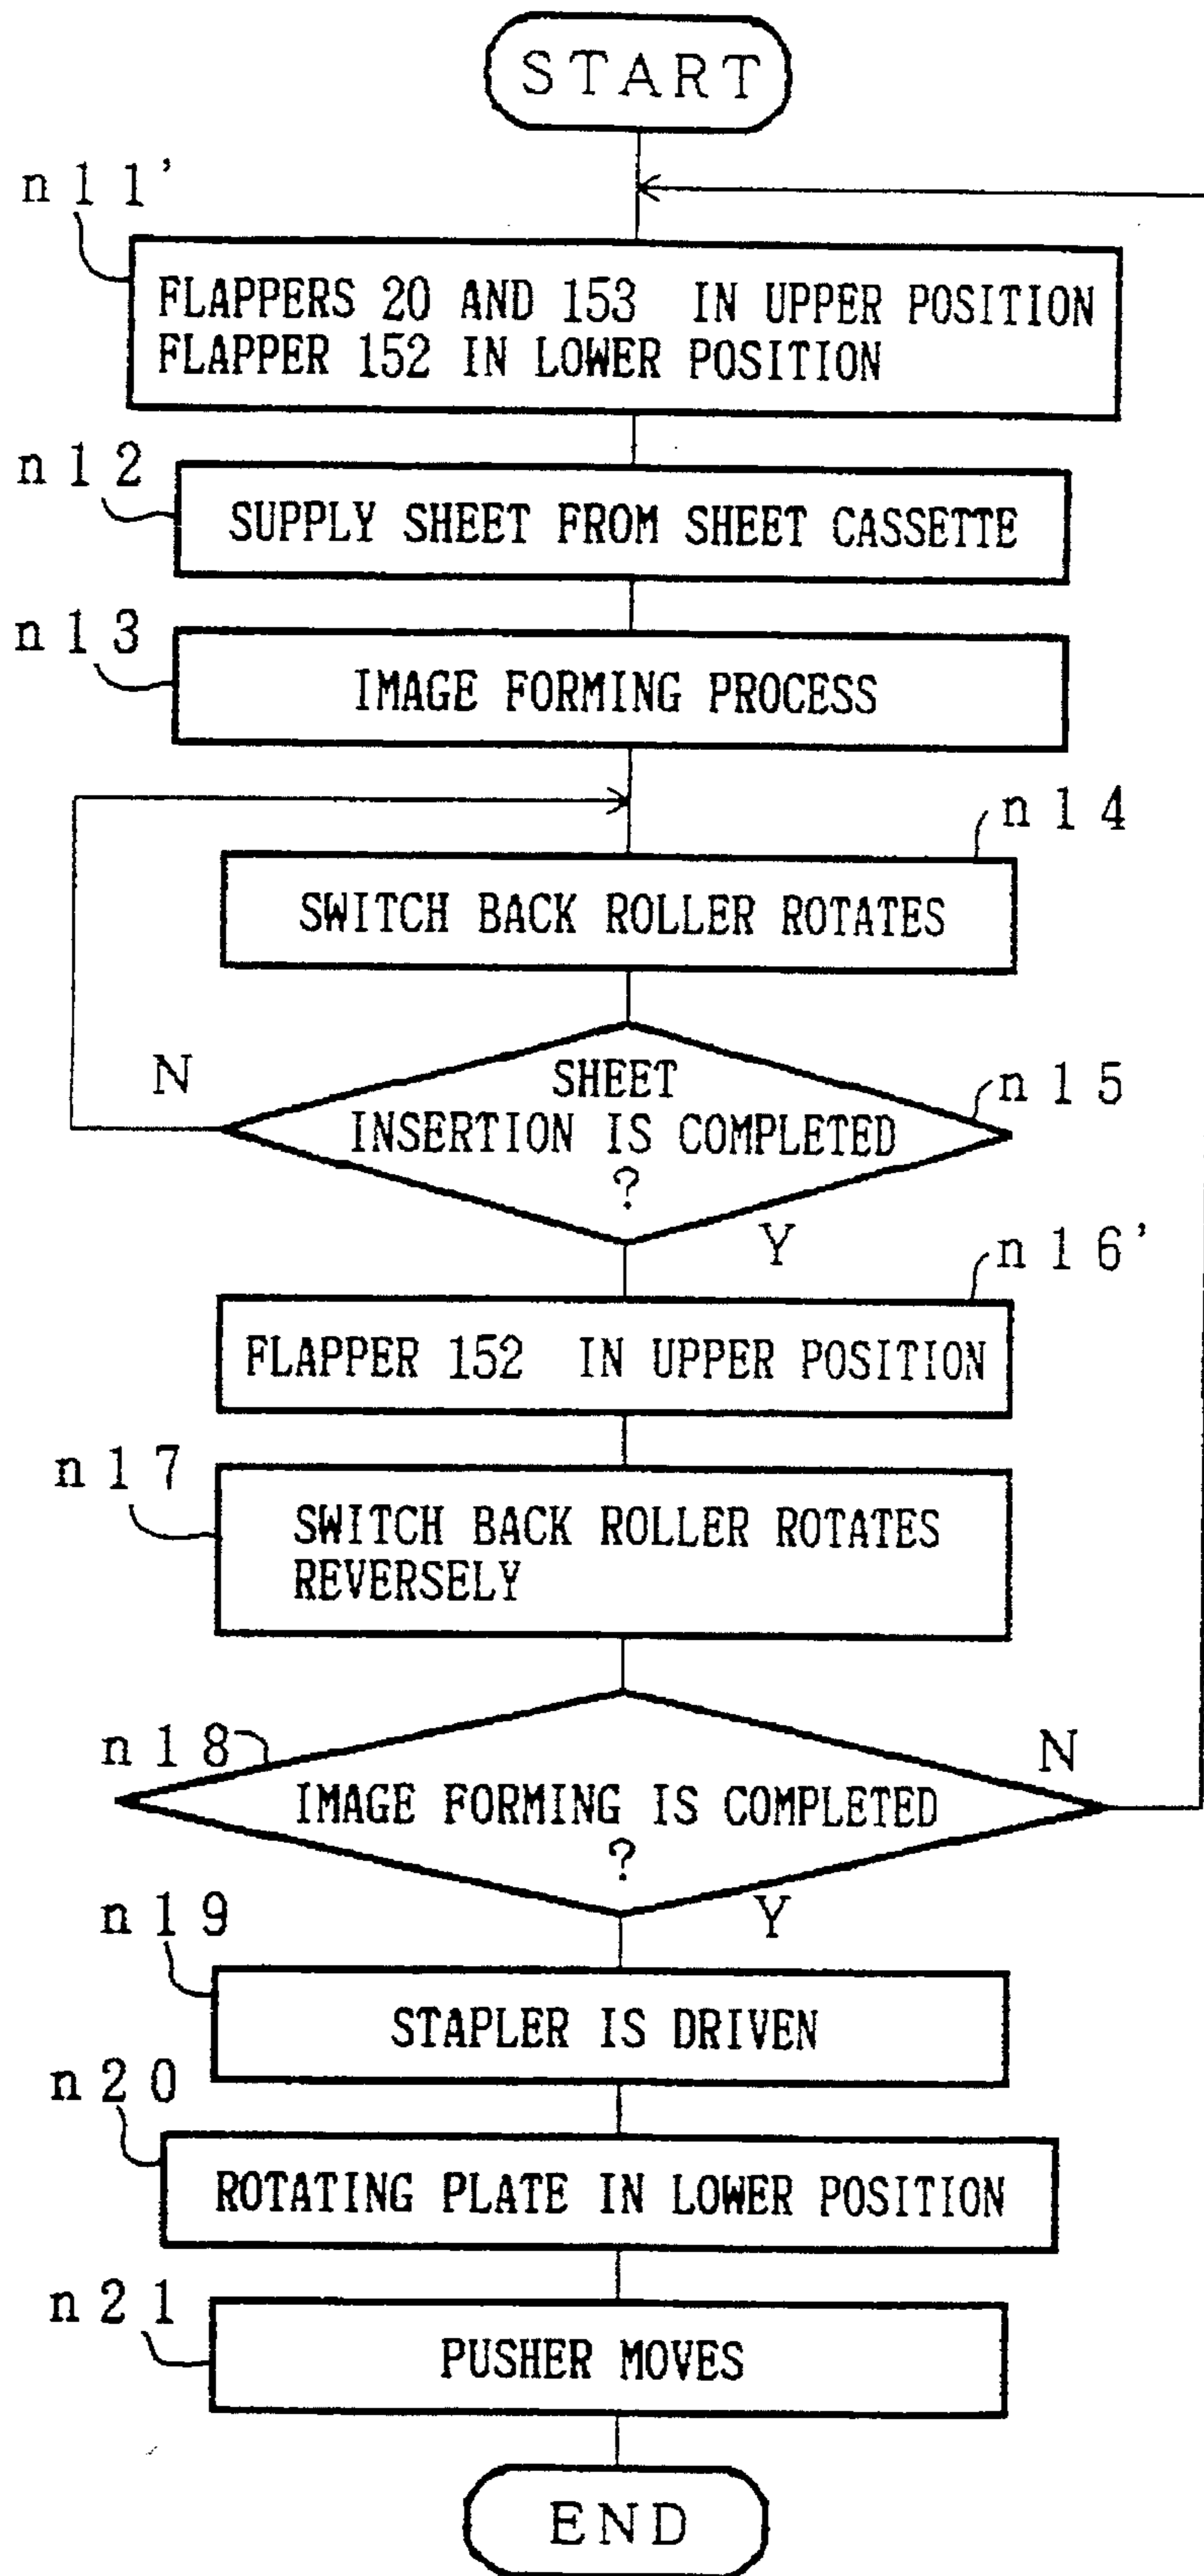 START
n11'
FLAPPERS 20 AND 153 IN UPPER POSITION
FLAPPER 152 IN LOWER POSITION
n12
SUPPLY SHEET FROM SHEET CASSETTE
n13
IMAGE FORMING PROCESS
n14
SWITCH BACK ROLLER ROTATES
N
SHEET
INSERTION IS COMPLETED
?
n15
Y
n16'
FLAPPER 152 IN UPPER POSITION
n17
SWITCH BACK ROLLER ROTATES
REVERSELY
n18
N
IMAGE FORMING IS COMPLETED
?
Y
n19
STAPLER IS DRIVEN
n20
ROTATING PLATE IN LOWER POSITION
n21
PUSHER MOVES
END